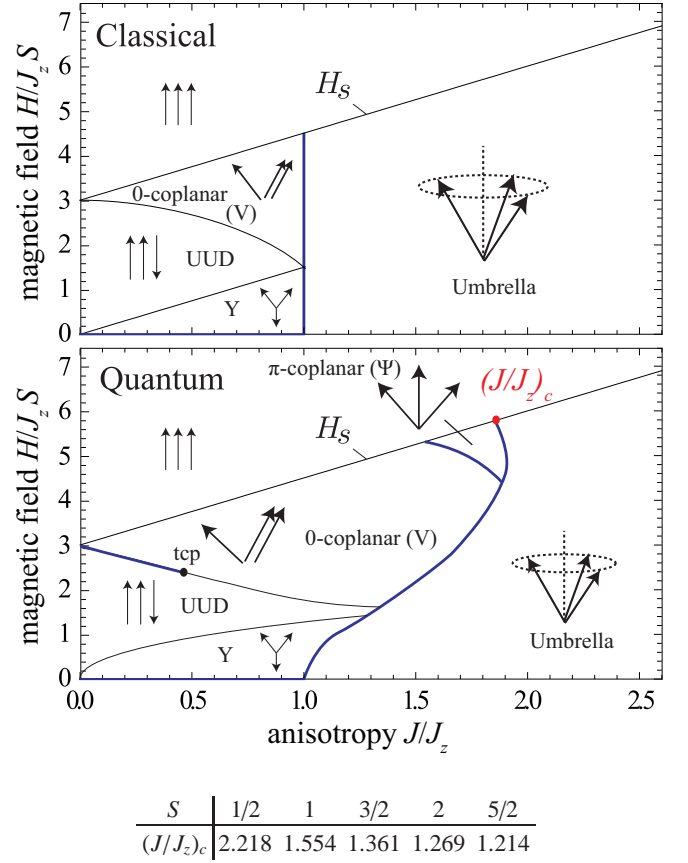 Classical
magnetic field H/J_z S
7
6
5
4
3
2
1
0
H_S
0-coplanar
(V)
UUD
Y
Umbrella
Quantum
magnetic field H/J_z S
7
6
5
4
3
2
1
0
π-coplanar (Ψ)
(J/J_z)_c
H_S
tcp
0-coplanar (V)
UUD
Y
Umbrella
0.0 0.5 1.0 1.5 2.0 2.5
anisotropy J/J_z
S 1/2 1 3/2 2 5/2
(J/J_z)_c 2.218 1.554 1.361 1.269 1.214